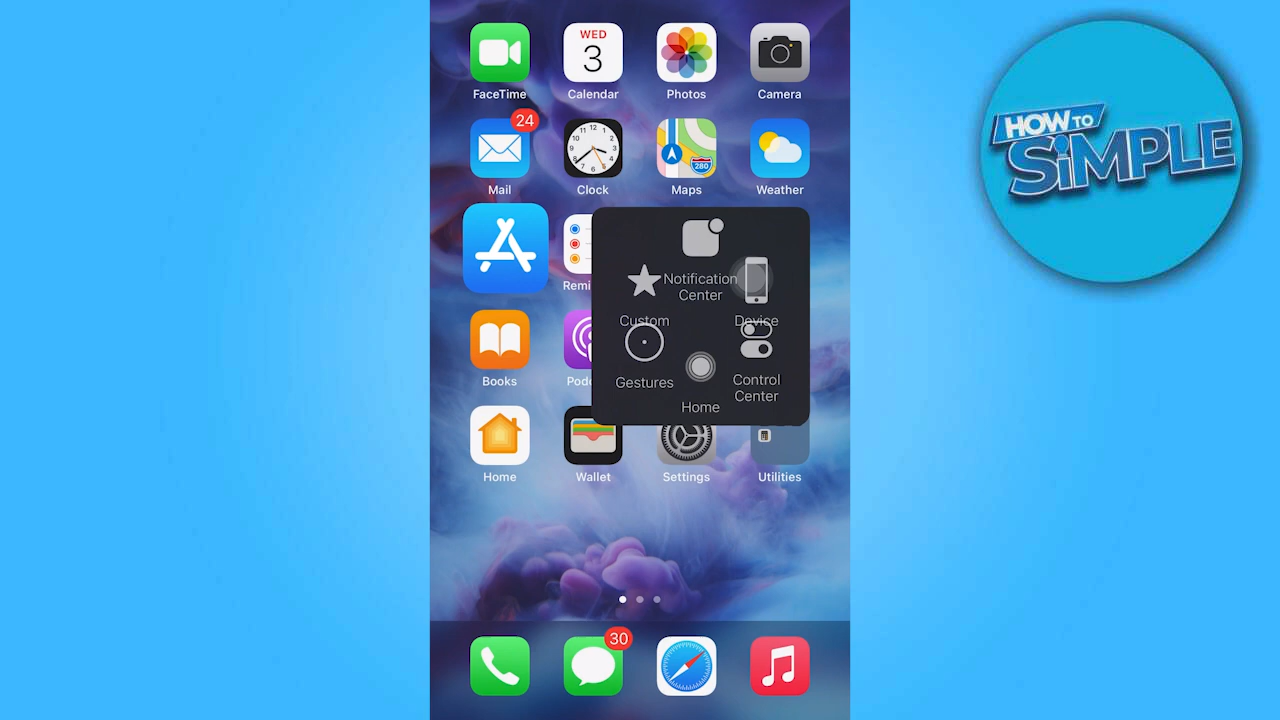 WED
3
FaceTime
Calendar
Photos
Camera
HOW TO
SiMPLE
24
12
280
Mail
Clock
Maps
Weather
Notification
Center
Custom
Device
Gestures
Control
Center
Home
Books
Home
Wallet
Settings
Utilities
30